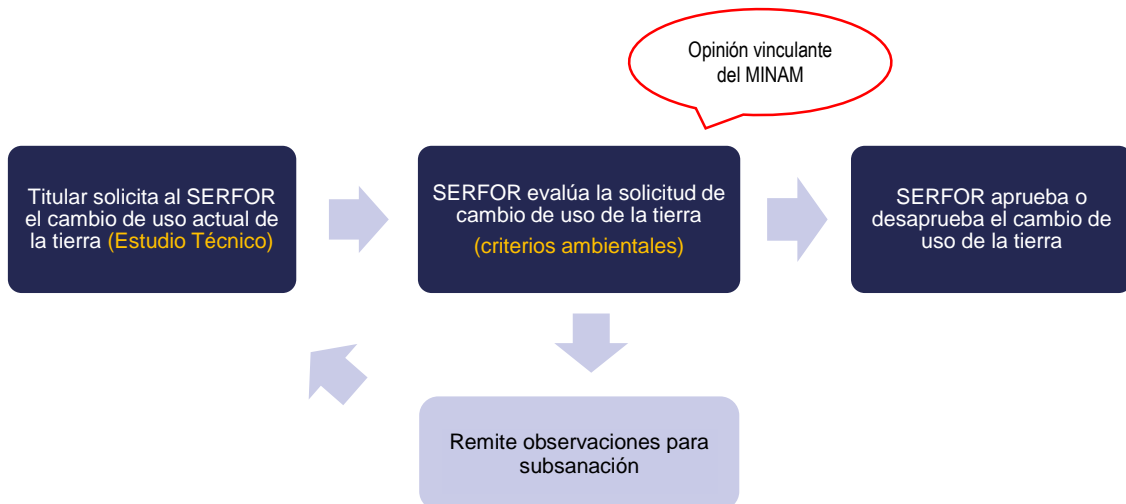 Opinión vinculante
del MINAM
Titular solicita al SERFOR
el cambio de uso actual de
la tierra (Estudio Técnico)
SERFOR evalúa la solicitud de
cambio de uso de la tierra
(criterios ambientales)
SERFOR aprueba o
desaprueba el cambio de
uso de la tierra
Remite observaciones para
subsanación